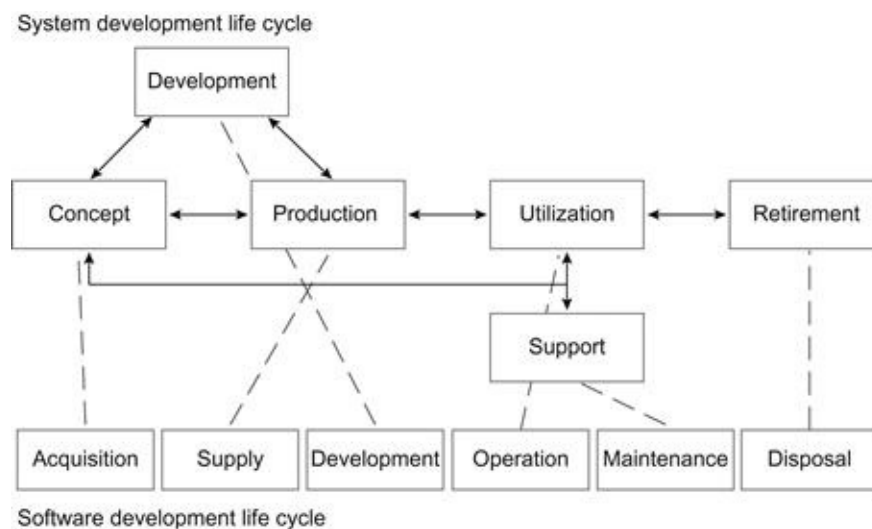 System development life cycle
Development
Concept
Production
Utilization
Retirement
Support
Acquisition
Supply
Development
Operation
Maintenance
Disposal
Software development life cycle